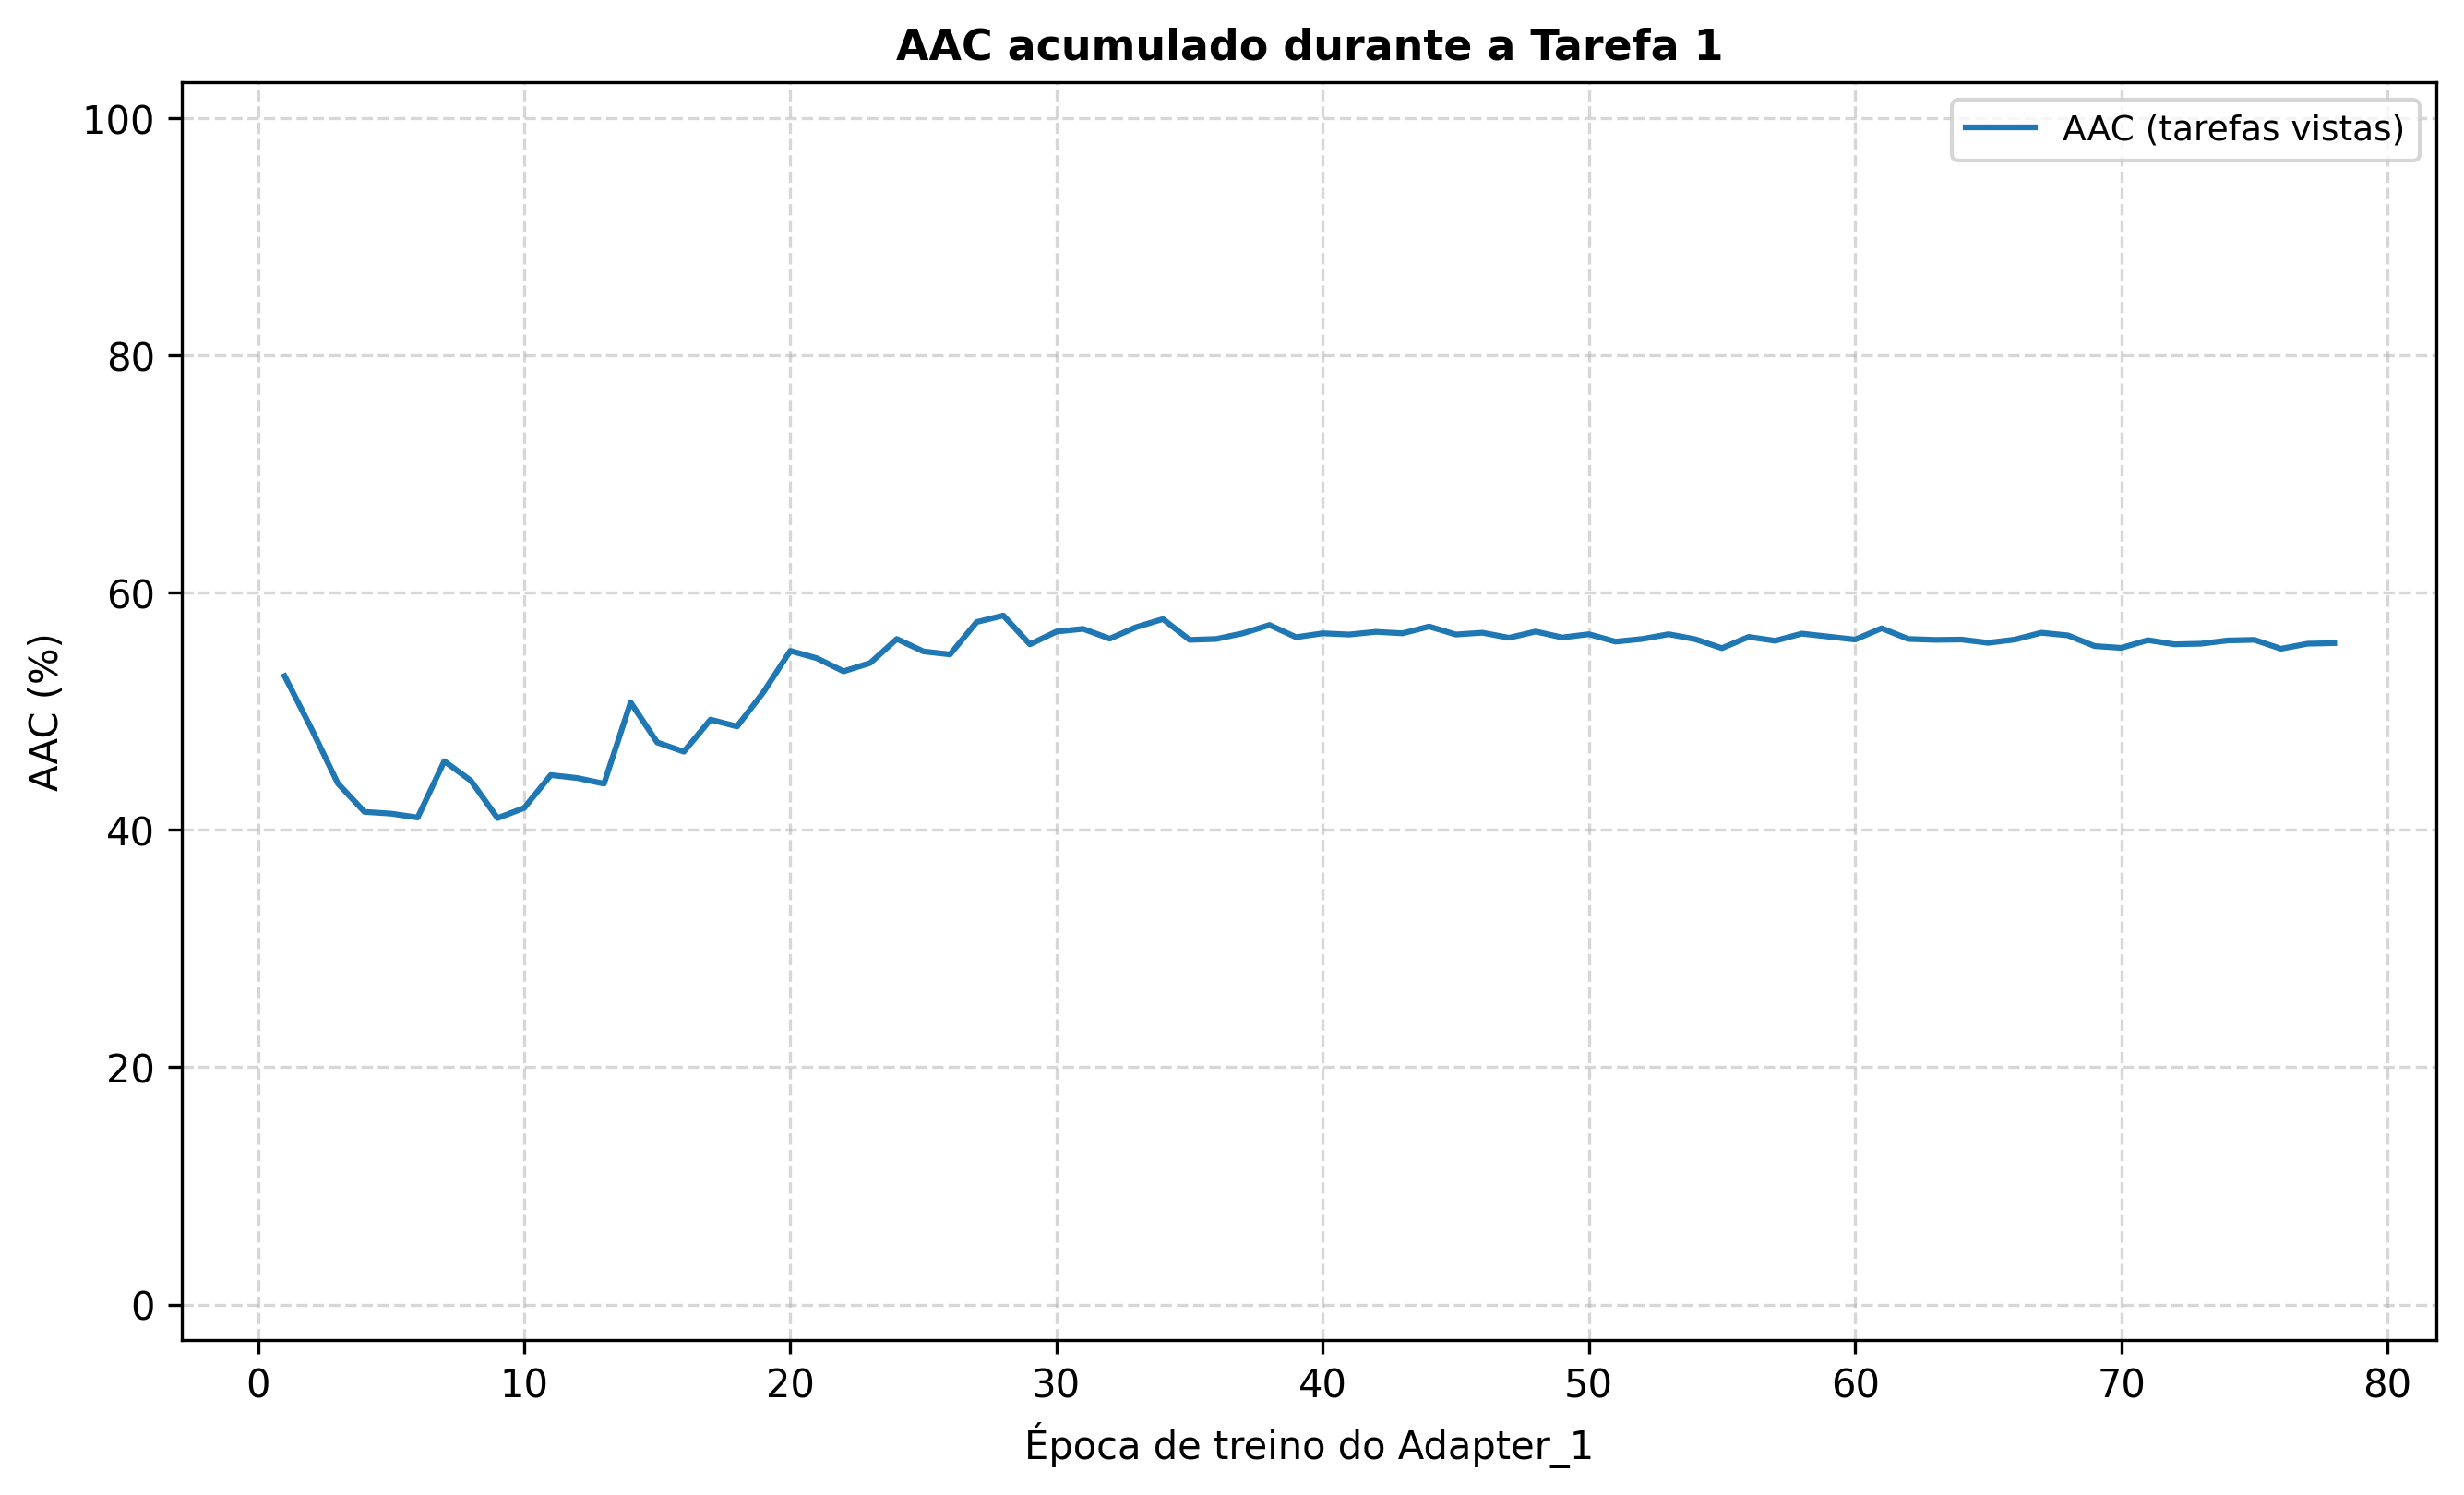 AAC acumulado durante a Tarefa 1
AAC (tarefas vistas)
AAC (%)
100
80
60
40
20
0
0 10 20 30 40 50 60 70 80
Época de treino do Adapter_1